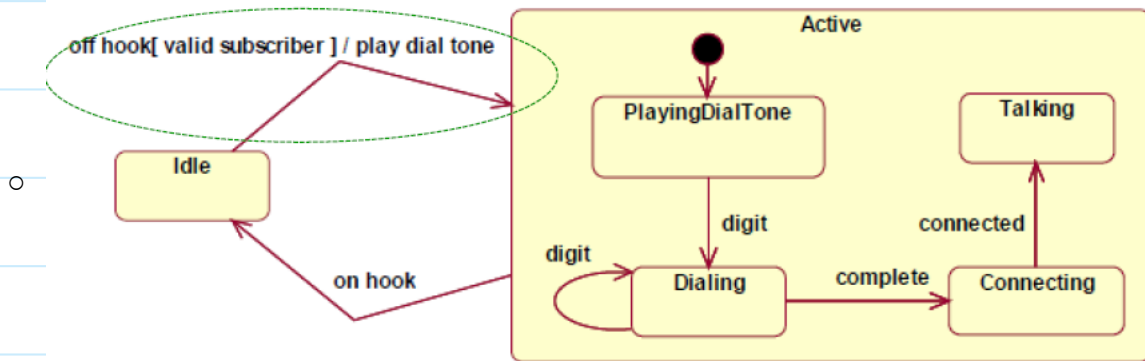 Active
off hook[ valid subscriber ] / play dial tone
PlayingDialTone
Talking
Idle
digit
connected
digit
on hook
Dialing
complete
Connecting